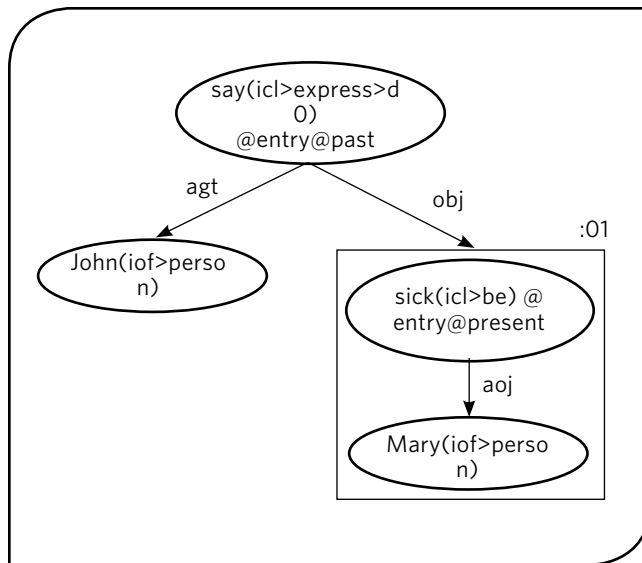 say(icl>express>d
0)
@entry@past
agt
obj
:01
John(iof>perso
n)
sick(icl>be) @
entry@present
aoj
Mary(iof>perso
n)